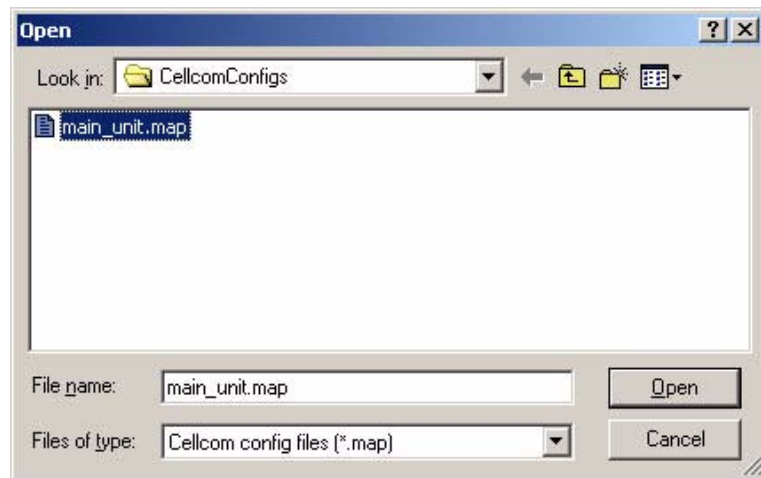 Open
Look in: CellcomConfigs
main_unit.map
File name: main_unit.map Open
Files of type: Cellcom config files (*.map) Cancel